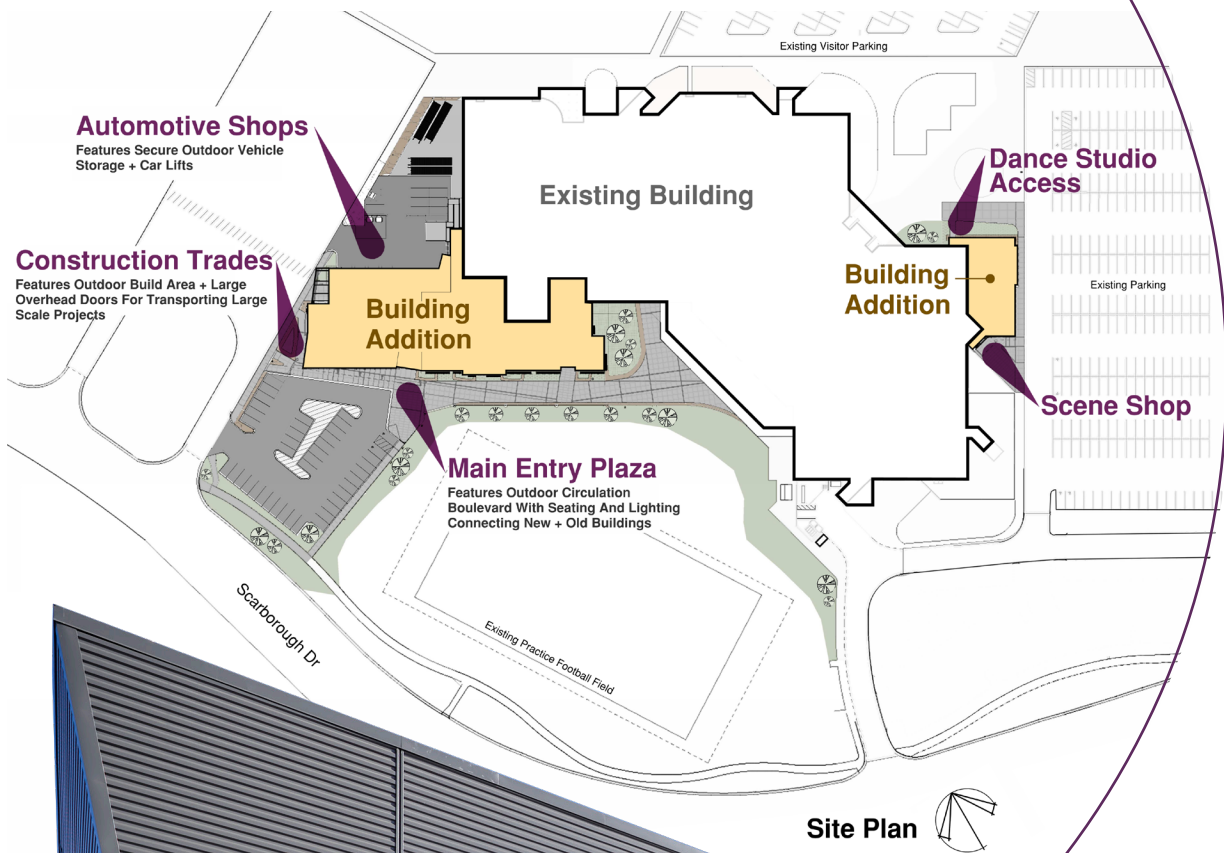 Existing Visitor Parking
Automotive Shops
Features Secure Outdoor Vehicle
Storage + Car Lifts
Dance Studio
Access
Existing Building
Construction Trades
Features Outdoor Build Area + Large
Overhead Doors For Transporting Large
Scale Projects
Building
Addition
Building
Addition
Existing Parking
Scene Shop
Main Entry Plaza
Features Outdoor Circulation
Boulevard With Seating And Lighting
Connecting New + Old Buildings
Scarborough Dr
Existing Practice Football Field
Site Plan